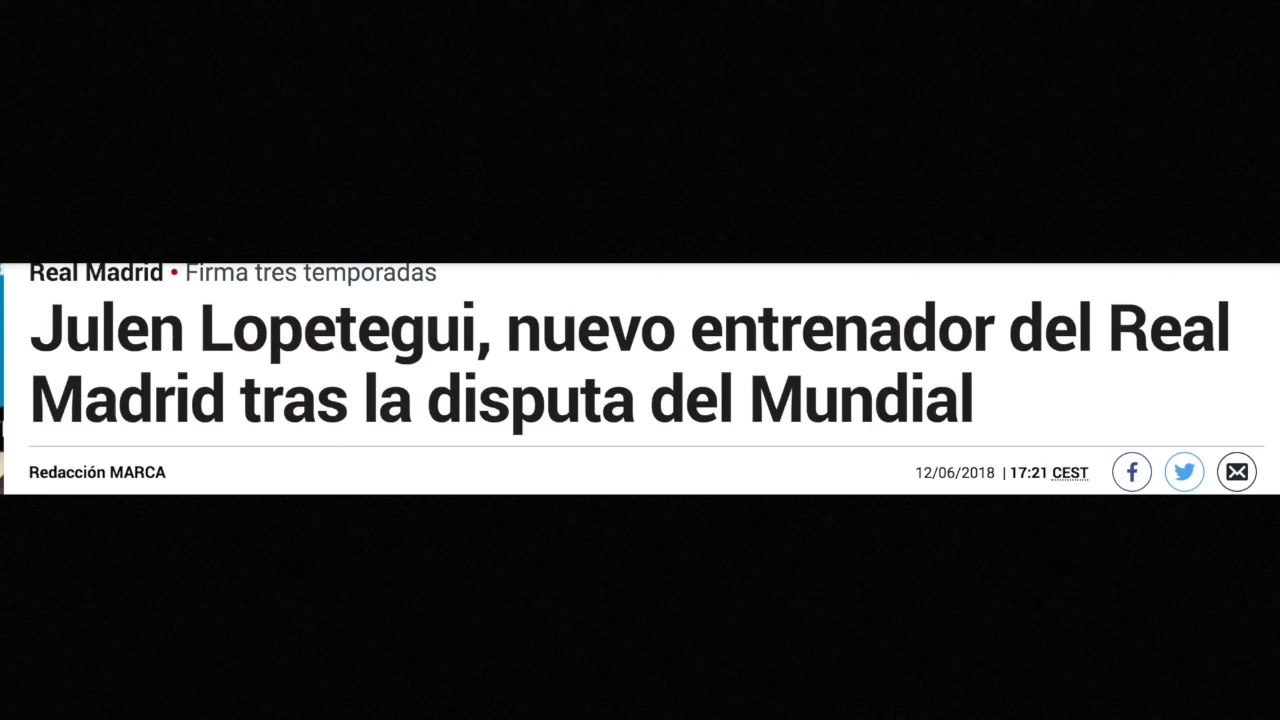 Real Madrid • Firma tres temporadas
Julen Lopetegui, nuevo entrenador del Real
Madrid tras la disputa del Mundial
Redacción MARCA
12/06/2018 | 17:21 CEST